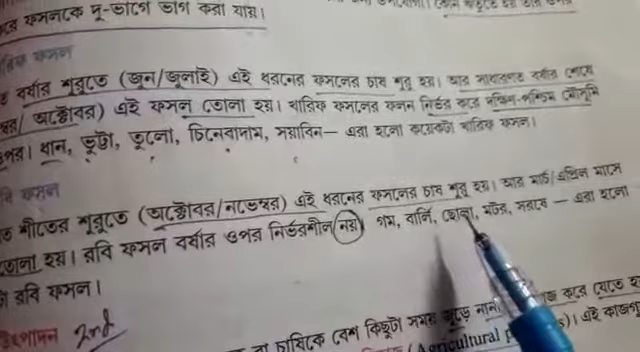 ফসলকে দু-ভাগে ভাগ করা যায়।
ফসল
বর্ষার শুরুতে (জুন/জুলাই) এই ধরনের ফসলের চাষ শুরু হয়। আর সাধারণত বর্ষার শেষে
অক্টোবর) এই ফসল তোলা হয়। খারিফ ফসলের ফলন নির্ভর করে দক্ষিণ-পশ্চিম মৌসুমি
ধান, ভুট্টা, তুলো, চিনেবাদাম, সয়াবিন— এরা হলো কয়েকটা খারিফ ফসল।
ফসল
শীতের শুরুতে (অক্টোবর/নভেম্বর) এই ধরনের ফসলের চাষ শুরু হয়। আর মার্চ/এপ্রিল মাসে
তোলা হয়। রবি ফসল বর্ষার ওপর নির্ভরশীল নয়। গম, বার্লি, ছোলা, মটর, সরষে — এরা হলো
রবি ফসল।
উৎপাদন 2nd
বা চাষিকে বেশ কিছুটা সময় জুড়ে করে যেতে
(Agricultural এই